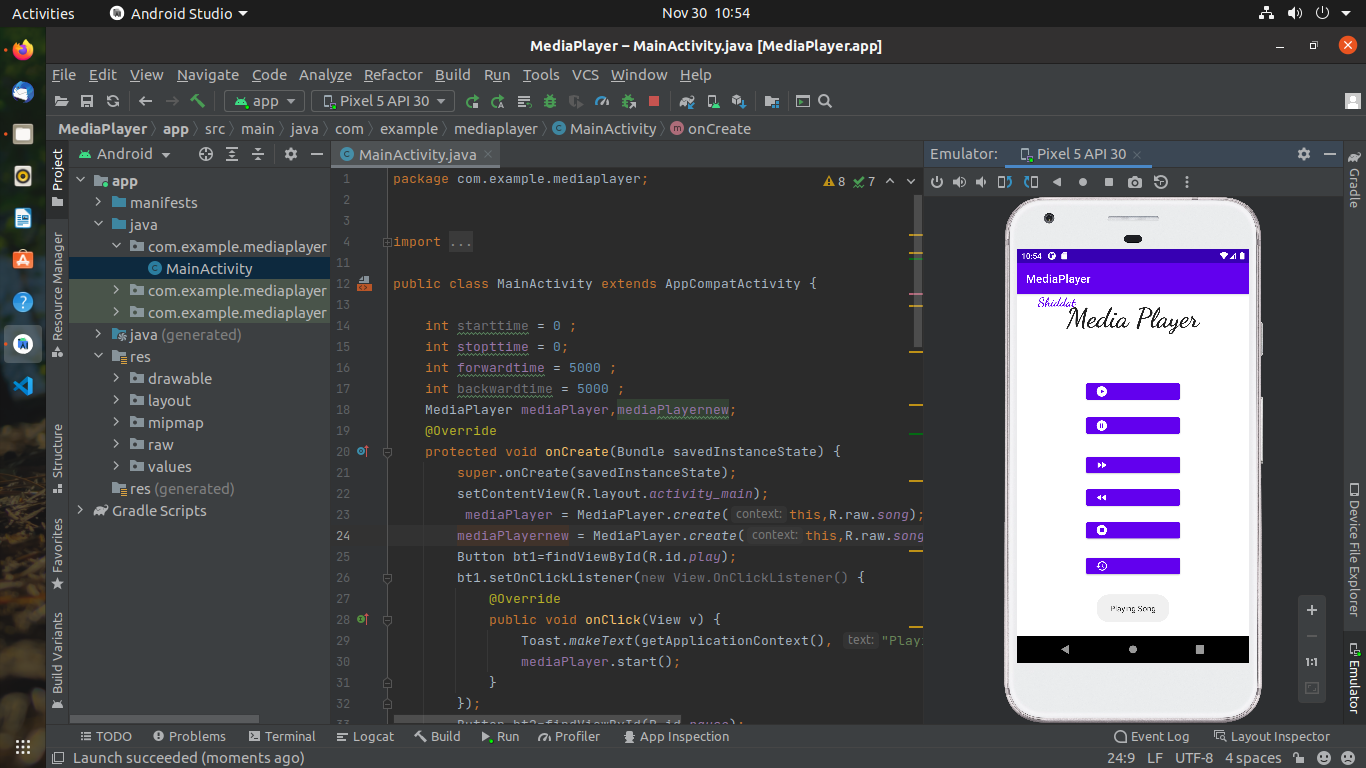 Activities Android Studio Nov 30 10:54
MediaPlayer – MainActivity.java [MediaPlayer.app]
File Edit View Navigate Code Analyze Refactor Build Run Tools VCS Window Help
app Pixel 5 API 30
MediaPlayer app src main java com example mediaplayer MainActivity onCreate
Project
Resource Manager
Structure
Favorites
Build Variants
Android
app
manifests
java
com.example.mediaplayer
MainActivity
com.example.mediaplayer
com.example.mediaplayer
java (generated)
res
drawable
layout
mipmap
raw
values
res (generated)
Gradle Scripts
MainActivity.java
8 7
1 package com.example.mediaplayer;
2
3
4 import ...
11
12 public class MainActivity extends AppCompatActivity {
13
14 int starttime = 0 ;
15 int stopttime = 0;
16 int forwardtime = 5000 ;
17 int backwardtime = 5000 ;
18 MediaPlayer mediaPlayer,mediaPlayernew;
19 @Override
20 protected void onCreate(Bundle savedInstanceState) {
21 super.onCreate(savedInstanceState);
22 setContentView(R.layout.activity_main);
23 mediaPlayer = MediaPlayer.create( context: this,R.raw.song);
24 mediaPlayernew = MediaPlayer.create( context: this,R.raw.song
25 Button bt1=findViewById(R.id.play);
26 bt1.setOnClickListener(new View.OnClickListener() {
27 @Override
28 public void onClick(View v) {
29 Toast.makeText(getApplicationContext(), text: "Play
30 mediaPlayer.start();
31 }
32 });
33 Button bt2=findViewById(R.id.pause);
Emulator: Pixel 5 API 30
10:54
MediaPlayer
Shiddat
Media Player
Playing Song
1:1
Gradle
Device File Explorer
Emulator
TODO Problems Terminal Logcat Build Run Profiler App Inspection Event Log Layout Inspector
Launch succeeded (moments ago) 24:9 LF UTF-8 4 spaces